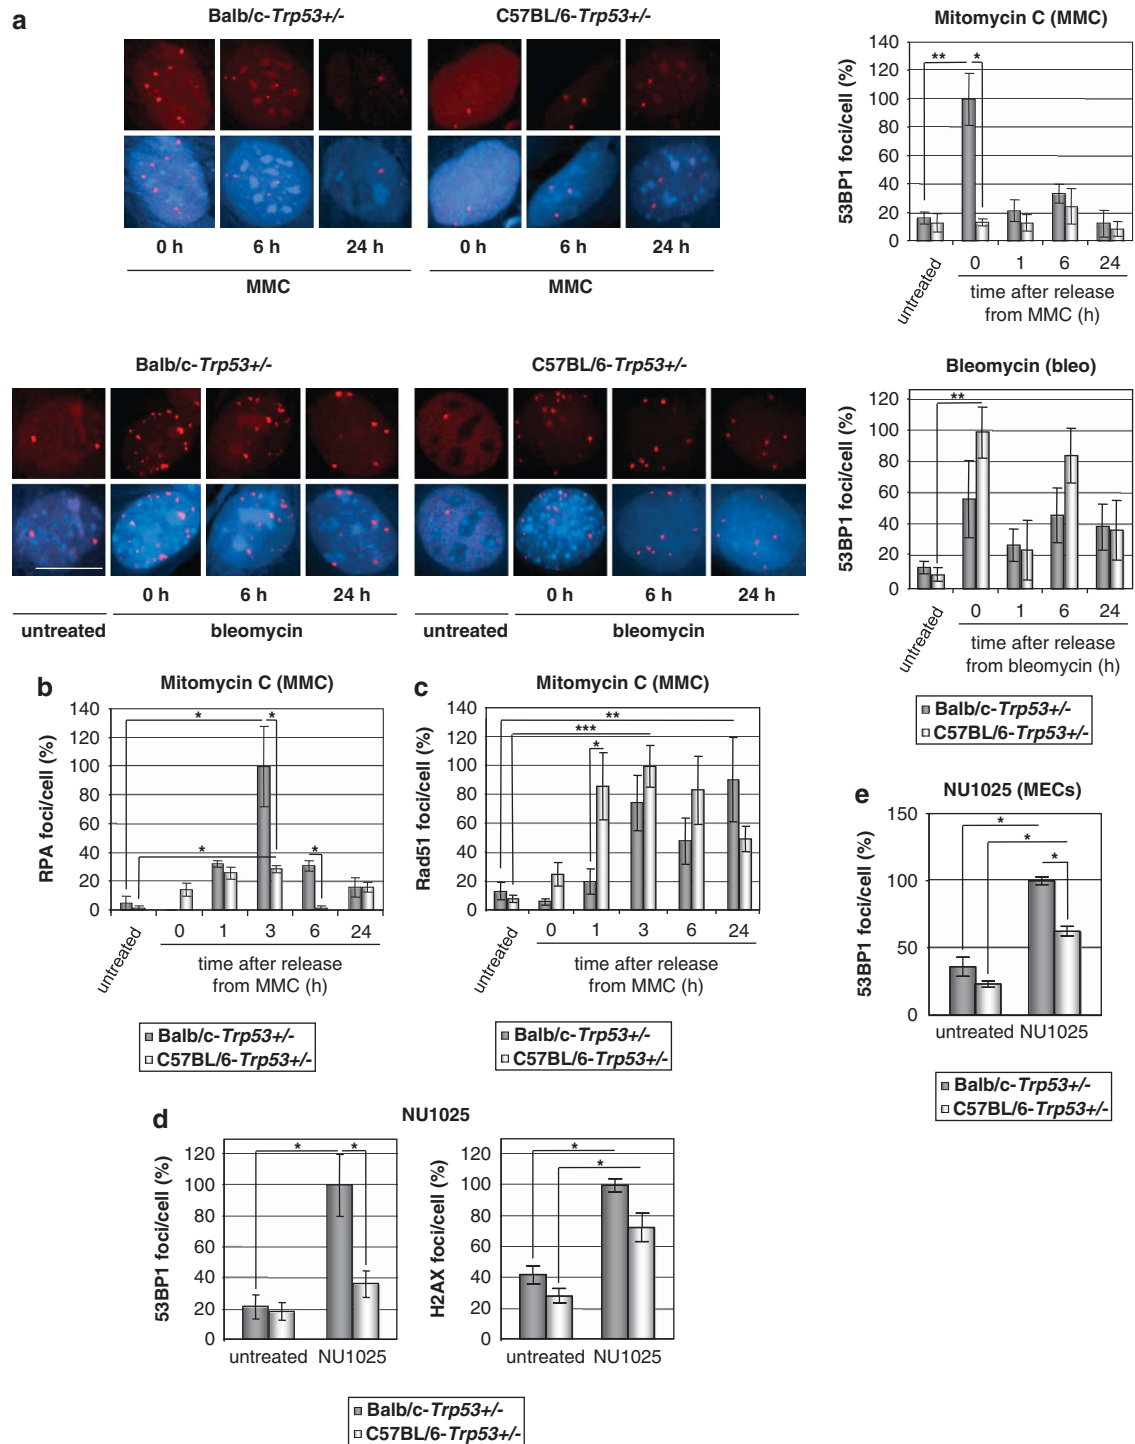 a
Balb/c-Trp53+/-
C57BL/6-Trp53+/-
0 h 6 h 24 h
0 h 6 h 24 h
MMC
MMC
Mitomycin C (MMC)
53BP1 foci/cell (%)
140
120
100
80
60
40
20
0
** *
untreated
0 1 6 24
time after release
from MMC (h)
Balb/c-Trp53+/-
C57BL/6-Trp53+/-
0 h 6 h 24 h
0 h 6 h 24 h
untreated bleomycin
untreated bleomycin
Bleomycin (bleo)
53BP1 foci/cell (%)
120
100
80
60
40
20
0
**
untreated
0 1 6 24
time after release
from bleomycin (h)
Balb/c-Trp53+/-
C57BL/6-Trp53+/-
b
Mitomycin C (MMC)
RPA foci/cell (%)
140
120
100
80
60
40
20
0
* *
* *
untreated
0 1 3 6 24
time after release
from MMC (h)
Balb/c-Trp53+/-
C57BL/6-Trp53+/-
c
Mitomycin C (MMC)
Rad51 foci/cell (%)
140
120
100
80
60
40
20
0
**
***
*
untreated
0 1 3 6 24
time after release
from MMC (h)
Balb/c-Trp53+/-
C57BL/6-Trp53+/-
e
NU1025 (MECs)
53BP1 foci/cell (%)
150
100
50
0
*
*
*
untreated NU1025
Balb/c-Trp53+/-
C57BL/6-Trp53+/-
d
NU1025
53BP1 foci/cell (%)
120
100
80
60
40
20
0
* *
untreated NU1025
H2AX foci/cell (%)
120
100
80
60
40
20
0
*
*
untreated NU1025
Balb/c-Trp53+/-
C57BL/6-Trp53+/-